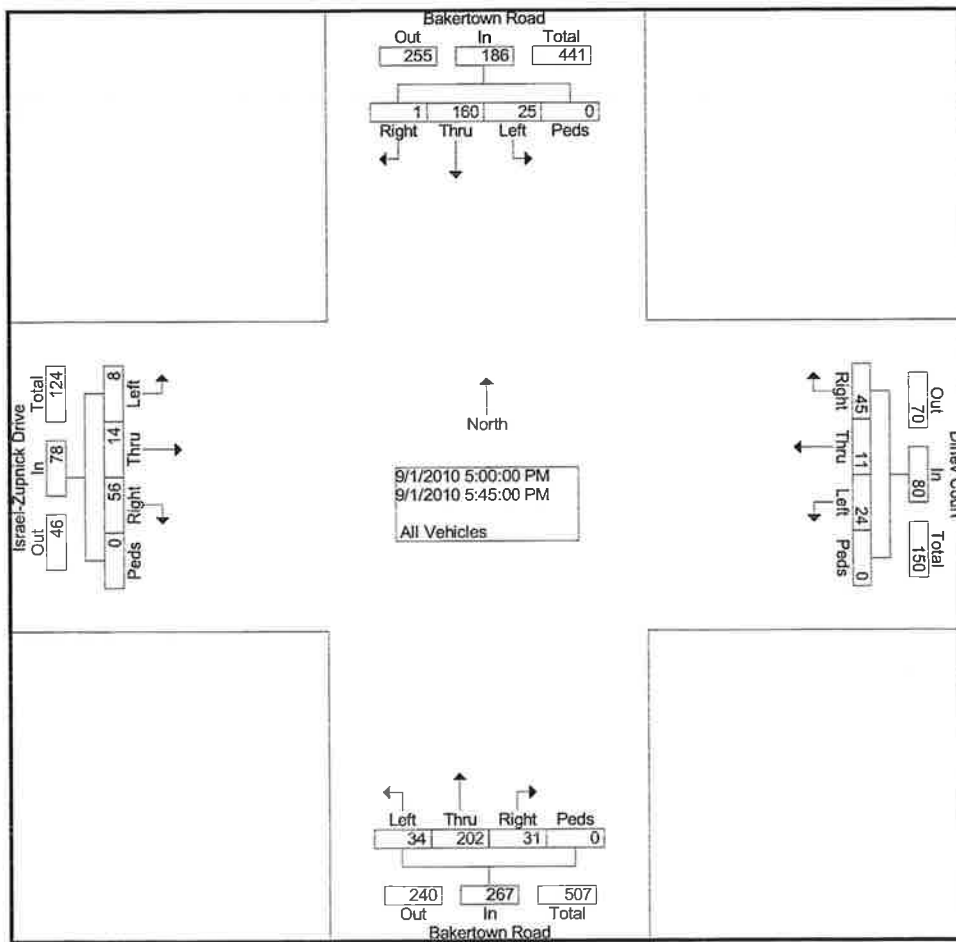 Bakertown Road
Out In Total
255 186 441
1 160 25 0
Right Thru Left Peds
Israel-Zupnick Drive
Total In Out
124 78 46
8 14 56 0
Left Thru Right Peds
North
9/1/2010 5:00:00 PM
9/1/2010 5:45:00 PM
All Vehicles
Right Thru Left Peds
45 11 24 0
Out In Total
70 80 150
Court
Left Thru Right Peds
34 202 31 0
240 267 507
Out In Total
Bakertown Road